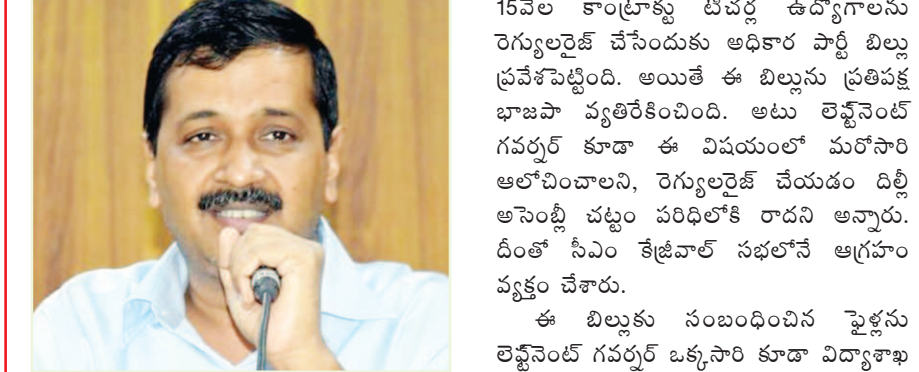 15వేల కాంట్రాక్టు టీచర్ల ఉద్యోగాలను
రెగ్యులరైజ్ చేసేందుకు అధికార పార్టీ బిల్లు
ప్రవేశపెట్టింది. అయితే ఈ బిల్లును ప్రతిపక్ష
భాజపా వ్యతిరేకించింది. అటు లెఫ్ట్‌నెంట్
గవర్నర్ కూడా ఈ విషయంలో మరోసారి
ఆలోచించాలని, రెగ్యులరైజ్ చేయడం దిల్లీ
అసెంబ్లీ చట్టం పరిధిలోకి రాదని అన్నారు.
దీంతో సీఎం కేజ్రీవాల్ సభలోనే ఆగ్రహం
వ్యక్తం చేశారు.
ఈ బిల్లుకు సంబంధించిన ఫైళ్లను
లెఫ్ట్‌నెంట్ గవర్నర్ ఒక్కసారి కూడా విద్యాశాఖ